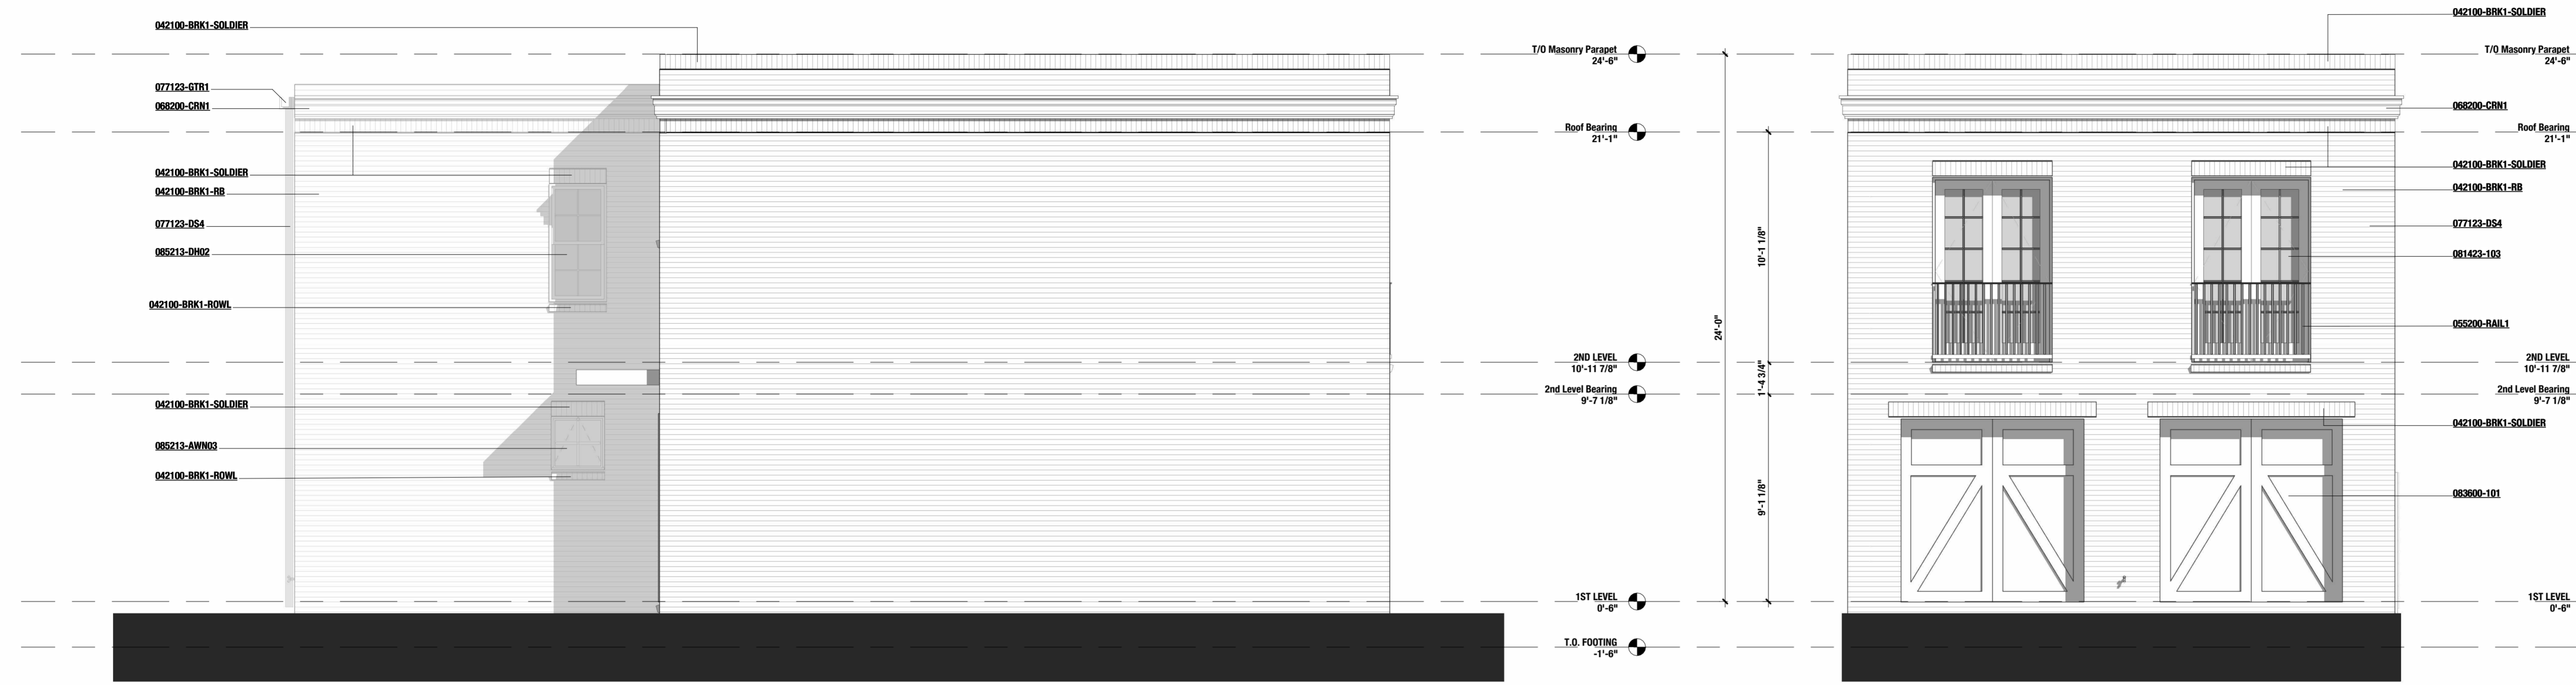 042100-BRK1-SOLDIER
077123-GTR1
068200-CRN1
042100-BRK1-SOLDIER
042100-BRK1-RB
077123-DS4
085213-DH02
042100-BRK1-ROWL
042100-BRK1-SOLDIER
085213-AWN03
042100-BRK1-ROWL
T/O Masonry Parapet
24'-6"
Roof Bearing
21'-1"
2ND LEVEL
10'-11 7/8"
2nd Level Bearing
9'-7 1/8"
1ST LEVEL
0'-6"
T.O. FOOTING
-1'-6"
24'-0"
10'-1 1/8"
1'-4 3/4"
9'-1 1/8"
042100-BRK1-SOLDIER
T/O Masonry Parapet
24'-6"
068200-CRN1
Roof Bearing
21'-1"
042100-BRK1-SOLDIER
042100-BRK1-RB
077123-DS4
081423-103
055200-RAIL1
2ND LEVEL
10'-11 7/8"
2nd Level Bearing
9'-7 1/8"
042100-BRK1-SOLDIER
083600-101
1ST LEVEL
0'-6"